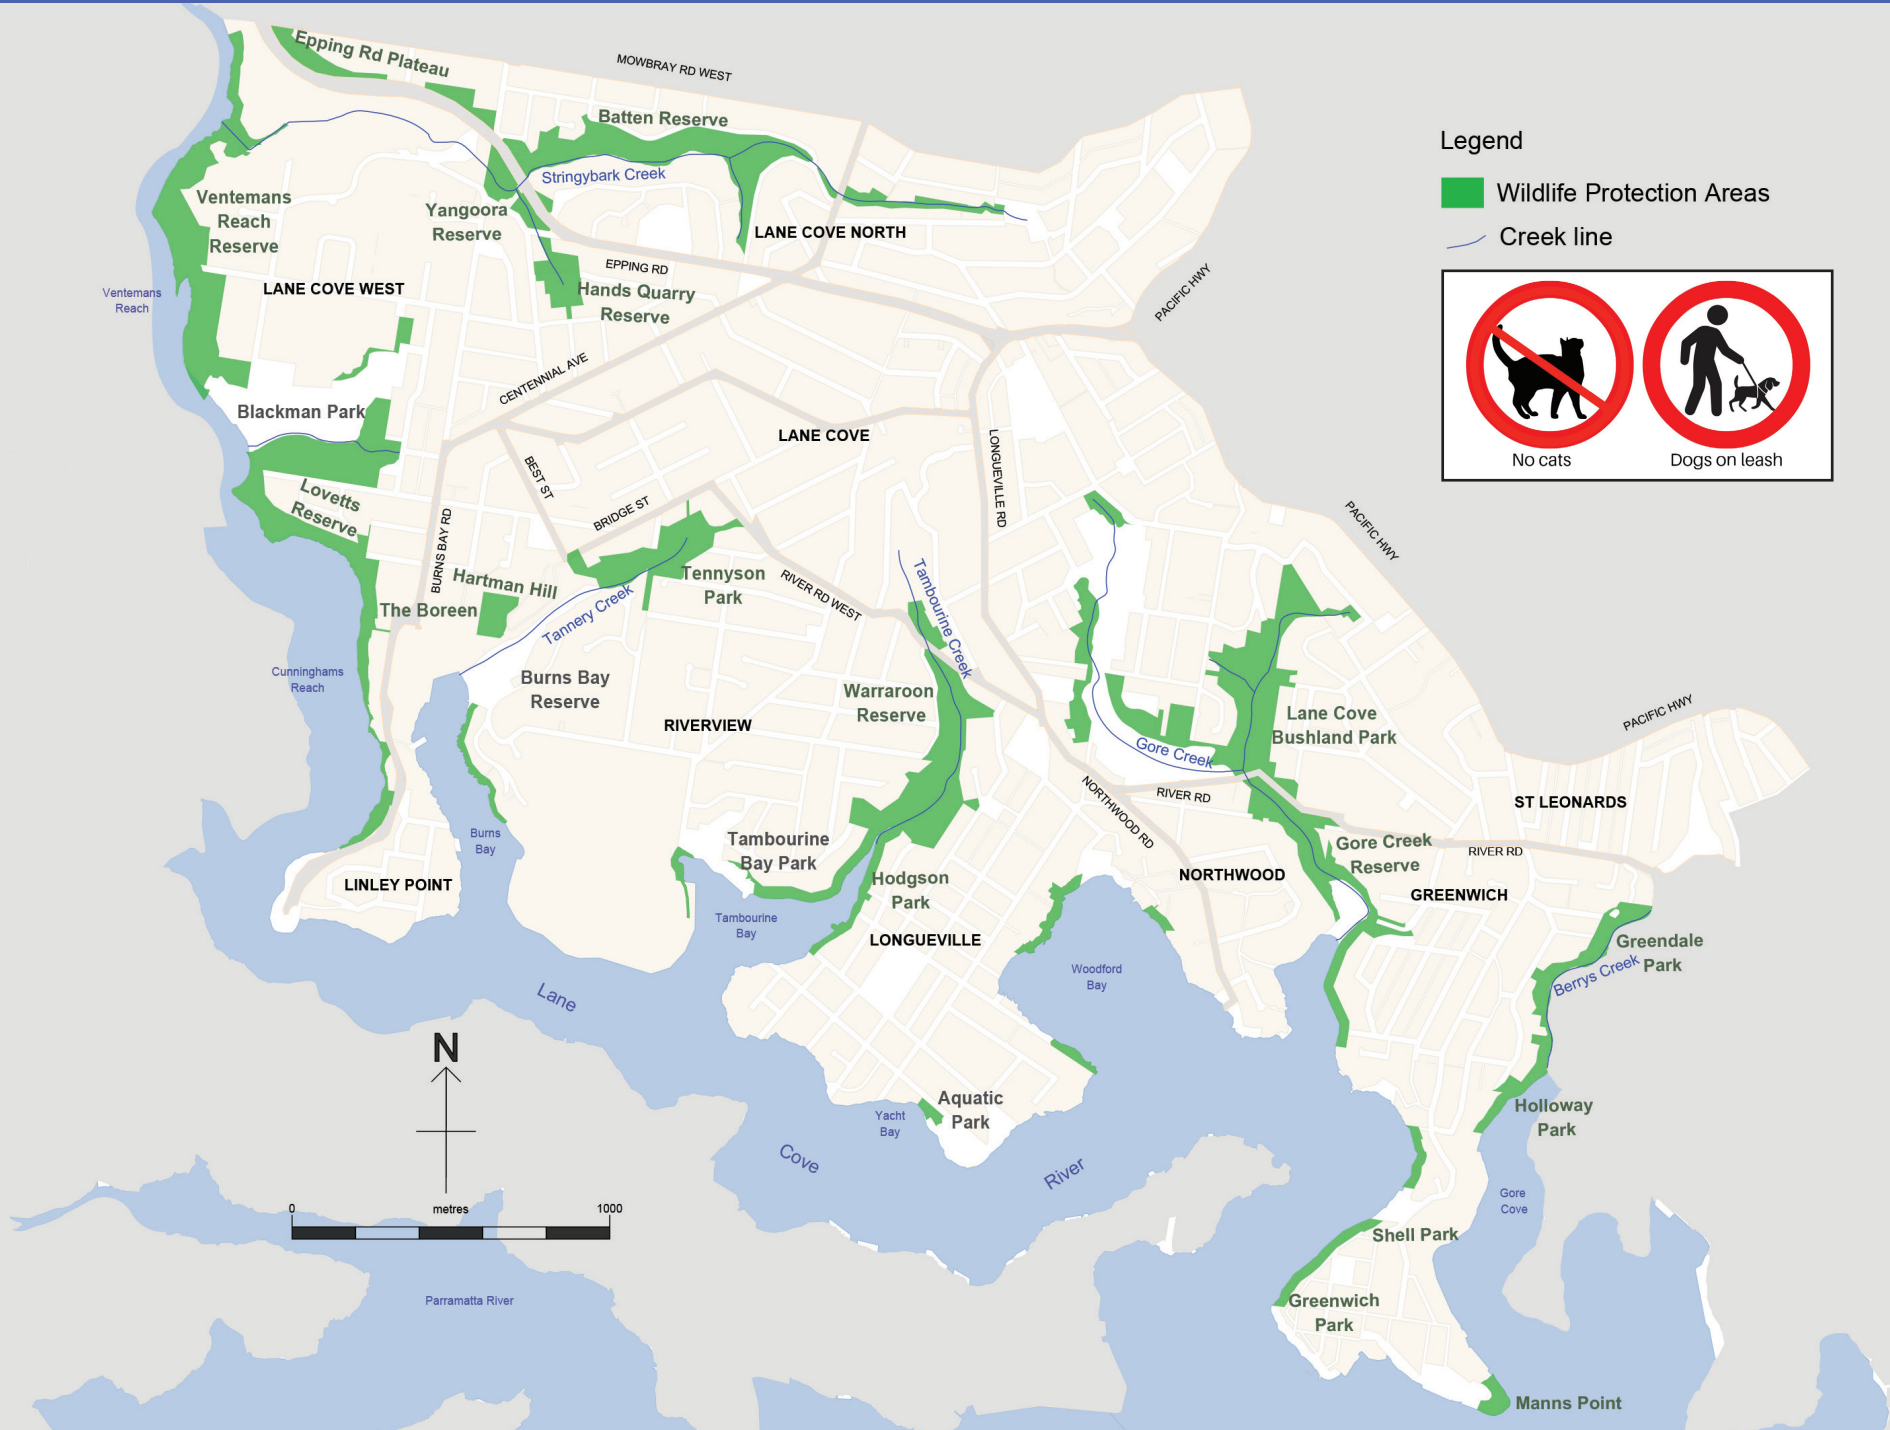 Epping Rd Plateau
MOWBRAY RD WEST
Batten Reserve
Legend
Wildlife Protection Areas
Creek line
No cats
Dogs on leash
Stringybark Creek
Ventemans
Reach
Reserve
Yangoora
Reserve
LANE COVE NORTH
EPPING RD
Hands Quarry
Reserve
LANE COVE WEST
Ventemans
Reach
PACIFIC HWY
CENTENNIAL AVE
Blackman Park
LANE COVE
LONGUEVILLE RD
BEST ST
BRIDGE ST
Lovetts
Reserve
BURNS BAY RD
PACIFIC HWY
Hartman Hill
The Boreen
Tannery Creek
Tennyson
Park
RIVER RD WEST
Tambourine Creek
Cunninghams
Reach
Burns Bay
Reserve
RIVERVIEW
Warraroon
Reserve
Lane Cove
Bushland Park
PACIFIC HWY
Gore Creek
RIVER RD
NORTHWOOD RD
ST LEONARDS
Burns
Bay
Tambourine
Bay Park
Gore Creek
Reserve
RIVER RD
LINLEY POINT
Hodgson
Park
NORTHWOOD
GREENWICH
Tambourine
Bay
LONGUEVILLE
Woodford
Bay
Greendale
Park
Berrys Creek
Lane
N
Aquatic
Park
Yacht
Bay
Holloway
Park
Cove
River
Gore
Cove
0
metres
1000
Shell Park
Parramatta River
Greenwich
Park
Manns Point